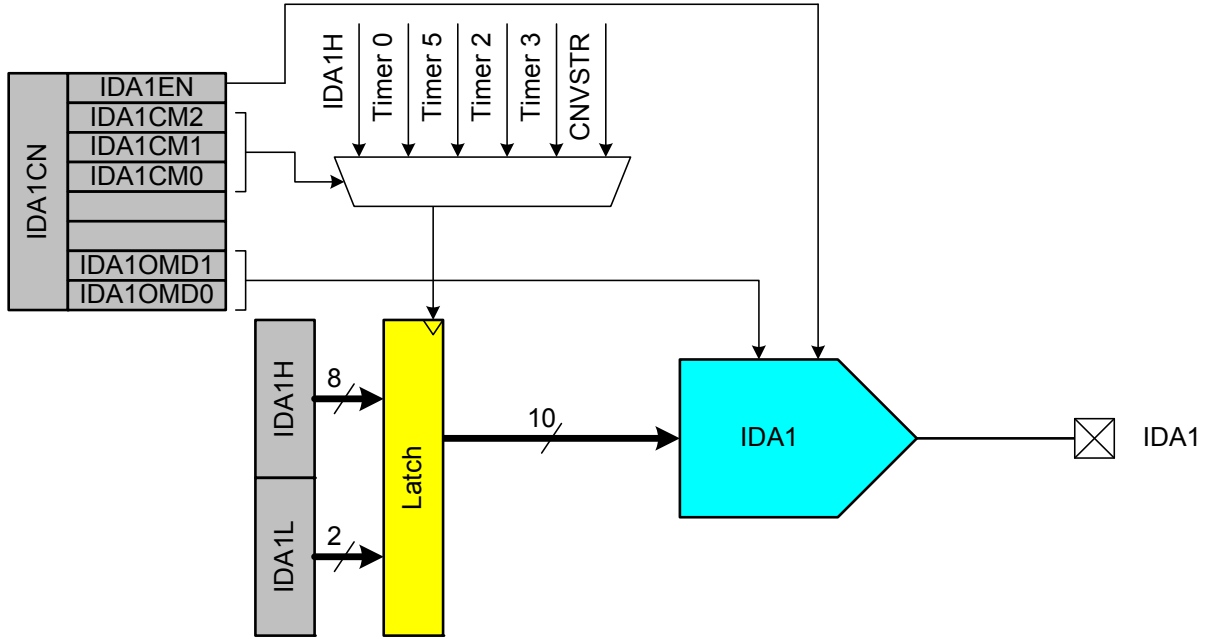 IDA1CN
IDA1EN
IDA1CM2
IDA1CM1
IDA1CM0
IDA1OMD1
IDA1OMD0
IDA1H
Timer 0
Timer 5
Timer 2
Timer 3
CNVSTR
IDA1H
8
IDA1L
2
Latch
10
IDA1
IDA1